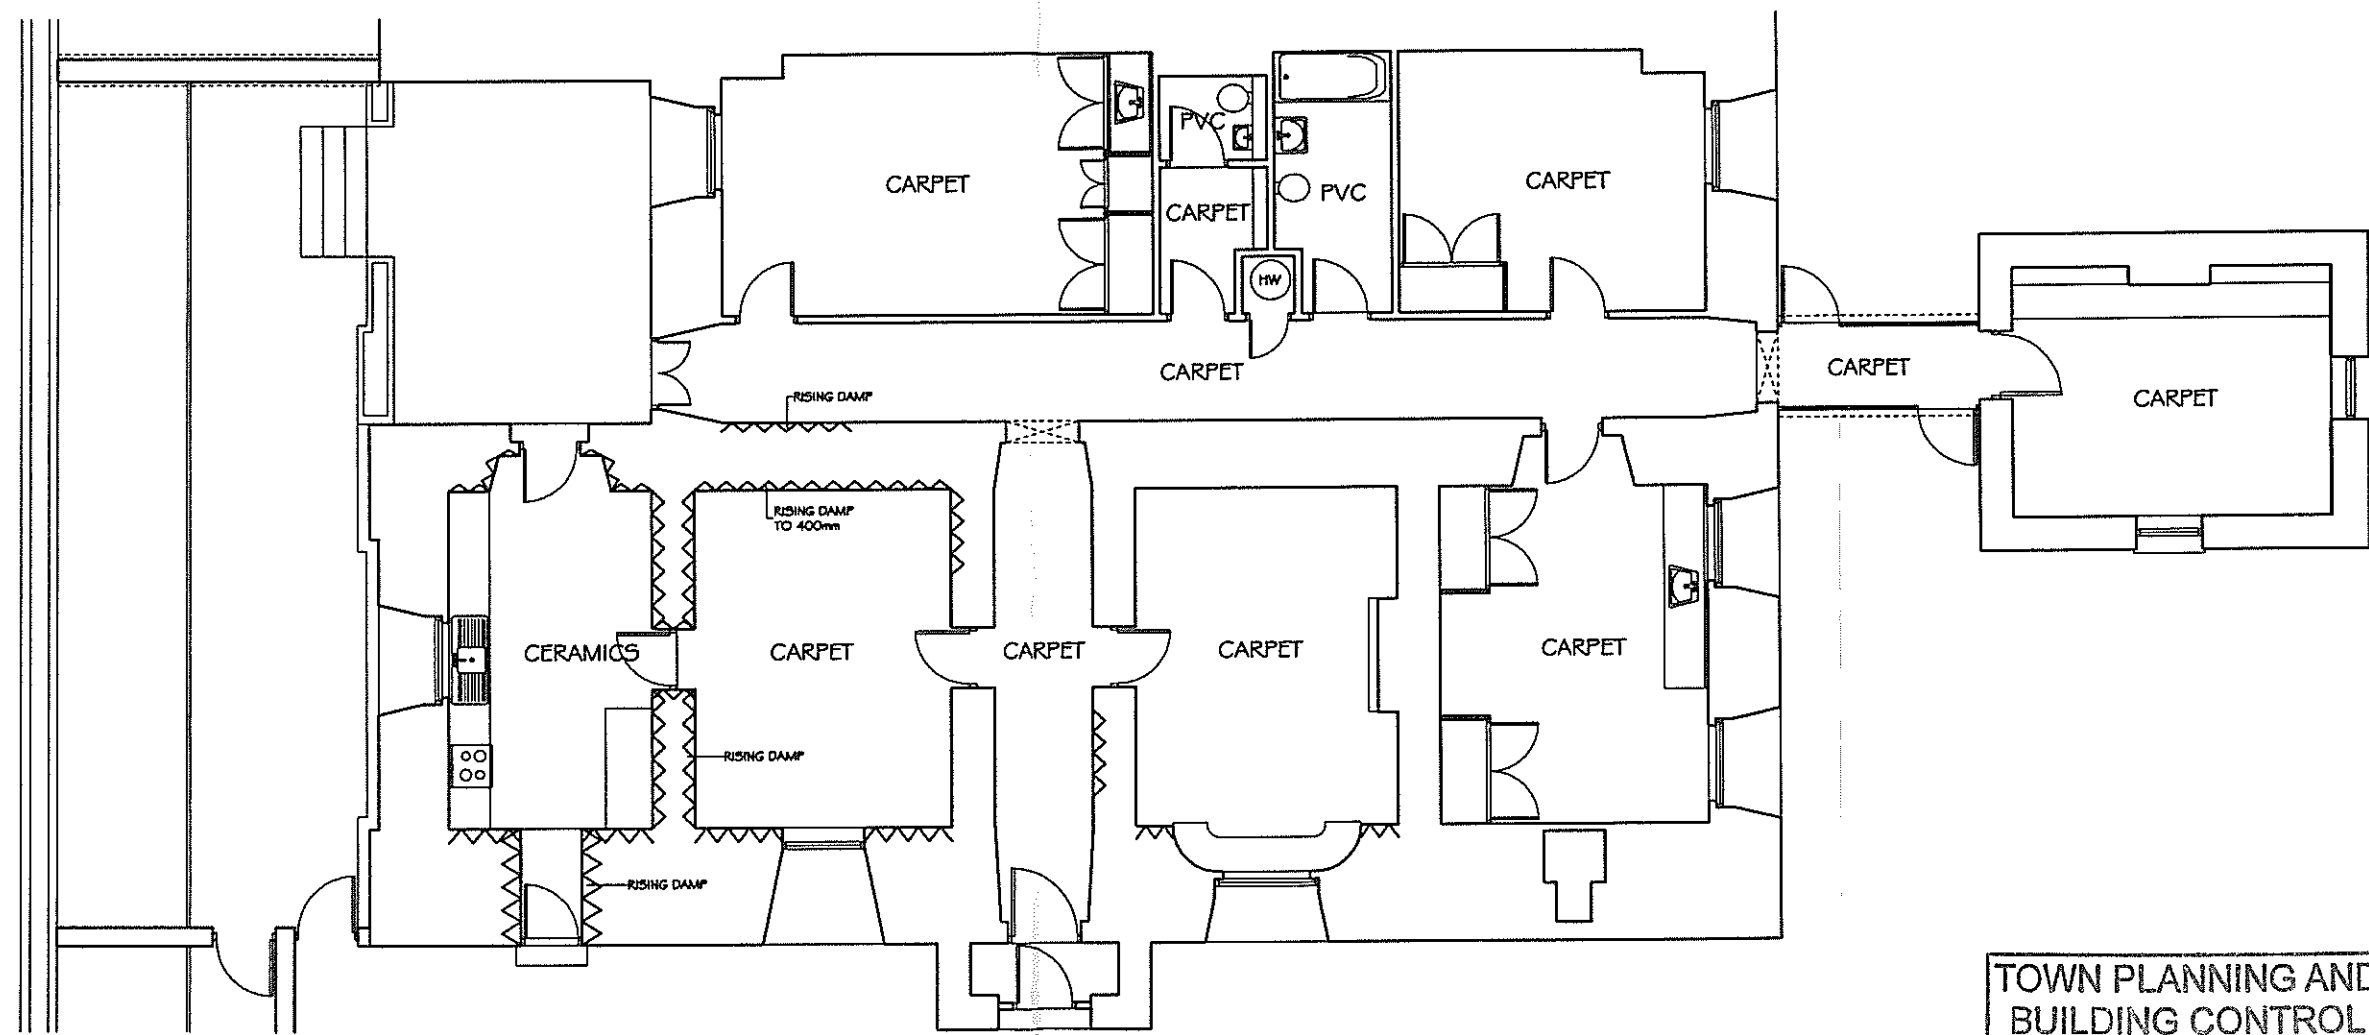 PVC
CARPET
CARPET
PVC
CARPET
CARPET
HW
CARPET
CARPET
CARPET
RISING DAMP
RISING DAMP
TO 400mm
CERAMICS
CARPET
CARPET
CARPET
CARPET
RISING DAMP
RISING DAMP
TOWN PLANNING AND
BUILDING CONTROL